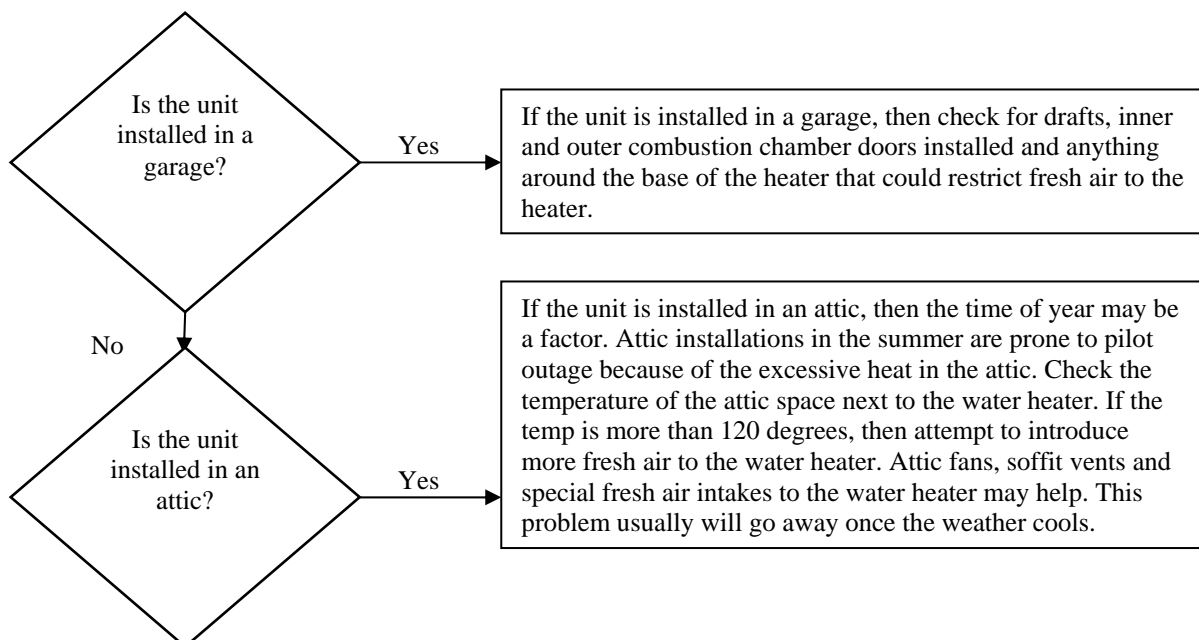 Is the unit
installed in a
garage?
Yes
If the unit is installed in a garage, then check for drafts, inner
and outer combustion chamber doors installed and anything
around the base of the heater that could restrict fresh air to the
heater.
No
Is the unit
installed in an
attic?
Yes
If the unit is installed in an attic, then the time of year may be
a factor. Attic installations in the summer are prone to pilot
outage because of the excessive heat in the attic. Check the
temperature of the attic space next to the water heater. If the
temp is more than 120 degrees, then attempt to introduce
more fresh air to the water heater. Attic fans, soffit vents and
special fresh air intakes to the water heater may help. This
problem usually will go away once the weather cools.